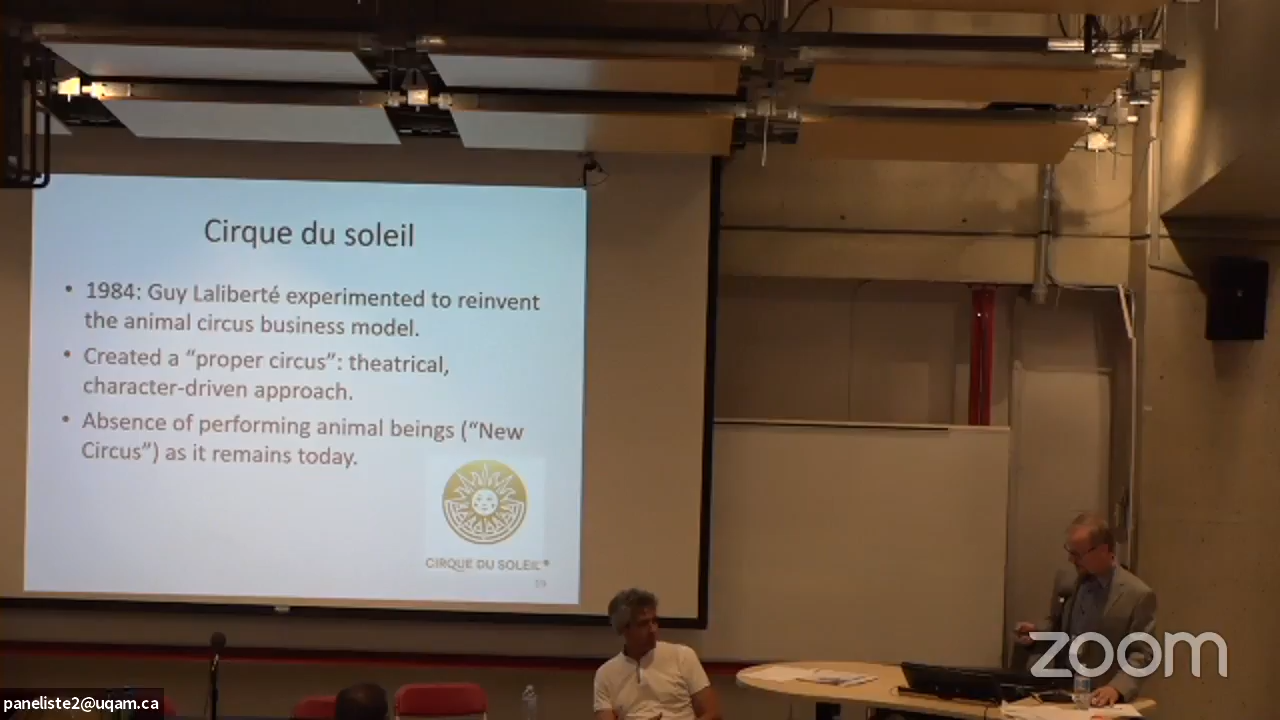 Cirque du soleil
• 1984: Guy Laliberté experimented to reinvent
the animal circus business model.
• Created a “proper circus”: theatrical,
character-driven approach.
• Absence of performing animal beings (“New
Circus”) as it remains today.
CIRQUE DU SOLEIL
zoom
paneliste2@uqam.ca